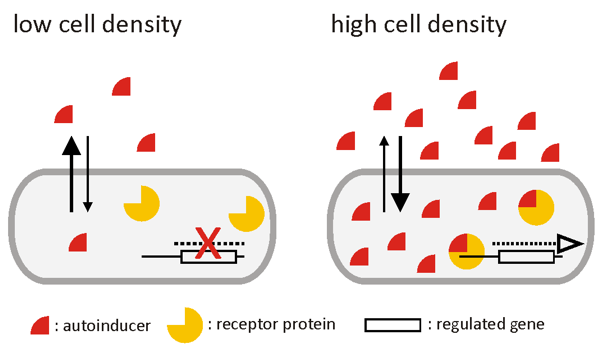 low cell density
high cell density
X
: autoinducer
: receptor protein
: regulated gene